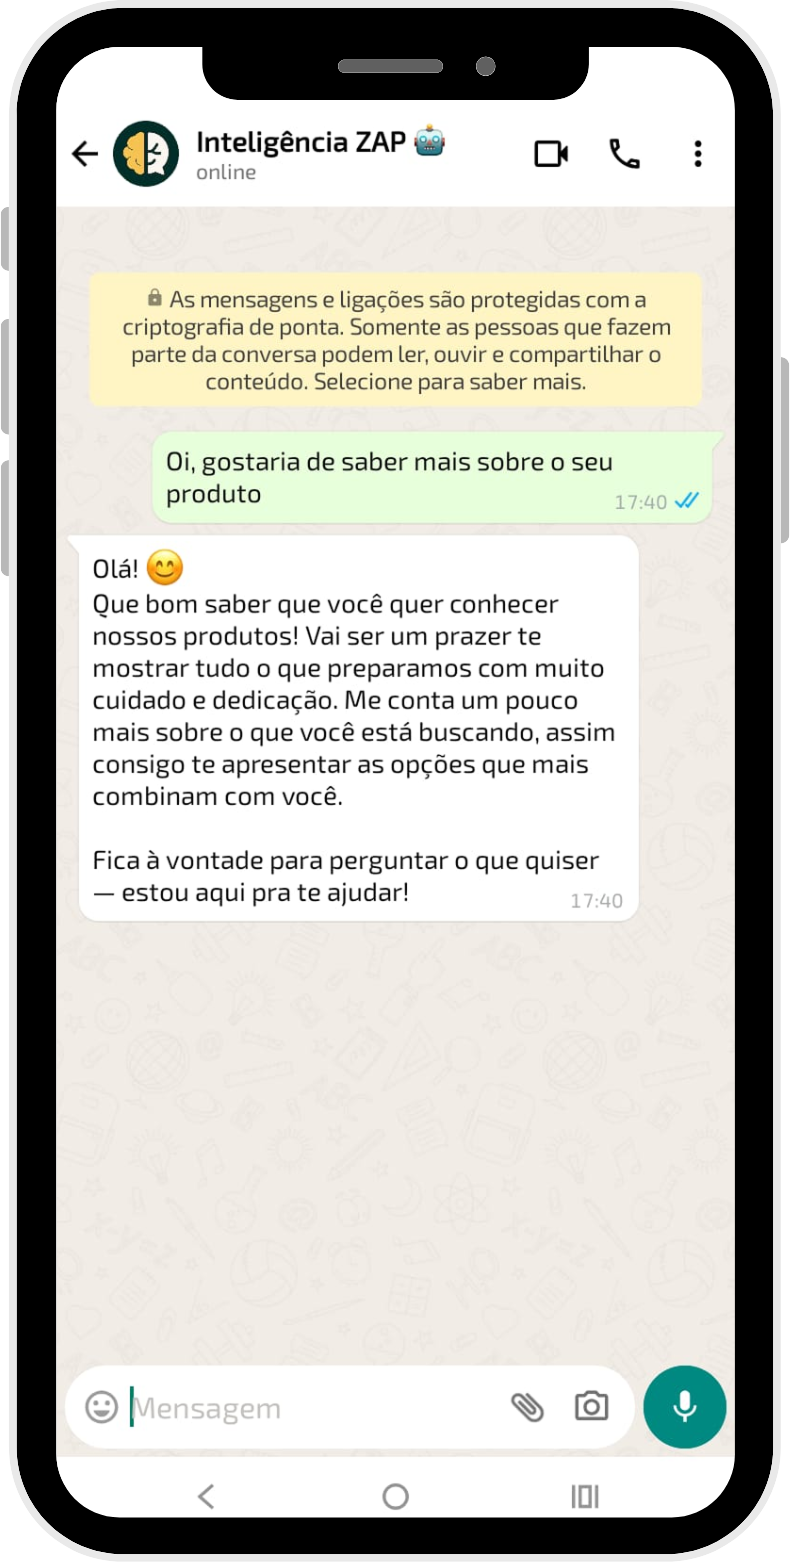 Inteligência ZAP 🤖
online
As mensagens e ligações são protegidas com a
criptografia de ponta. Somente as pessoas que fazem
parte da conversa podem ler, ouvir e compartilhar o
conteúdo. Selecione para saber mais.
Oi, gostaria de saber mais sobre o seu
produto
17:40
Olá! 😊
Que bom saber que você quer conhecer
nossos produtos! Vai ser um prazer te
mostrar tudo o que preparamos com muito
cuidado e dedicação. Me conta um pouco
mais sobre o que você está buscando, assim
consigo te apresentar as opções que mais
combinam com você.
Fica à vontade para perguntar o que quiser
— estou aqui pra te ajudar!
17:40
Mensagem